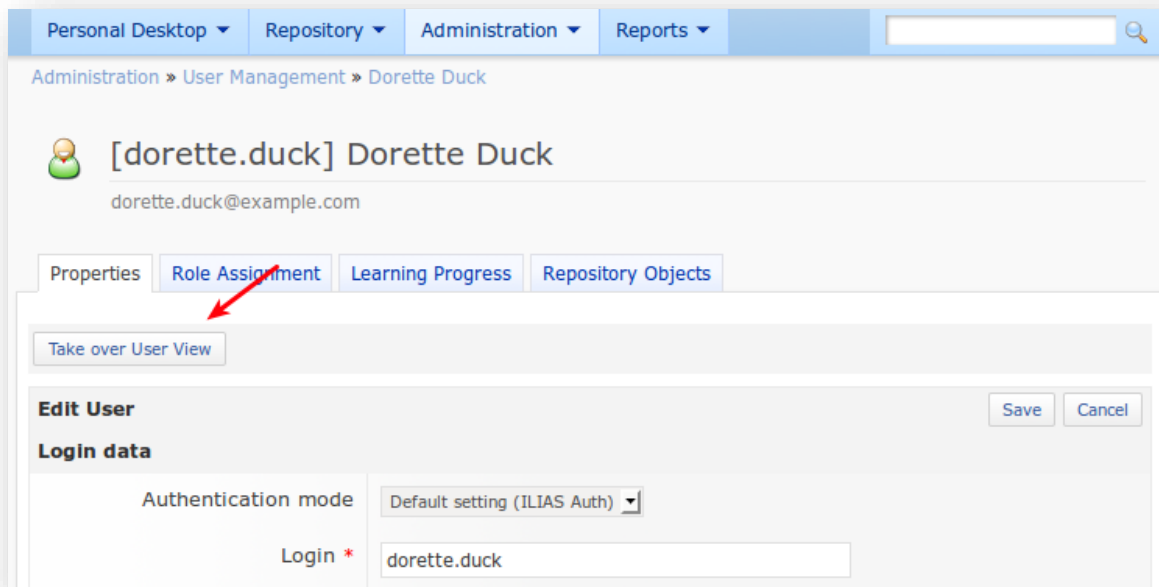 Personal Desktop Repository Administration Reports
Administration » User Management » Dorette Duck
[dorette.duck] Dorette Duck
dorette.duck@example.com
Properties Role Assignment Learning Progress Repository Objects
Take over User View
Edit User Save Cancel
Login data
Authentication mode Default setting (ILIAS Auth)
Login * dorette.duck